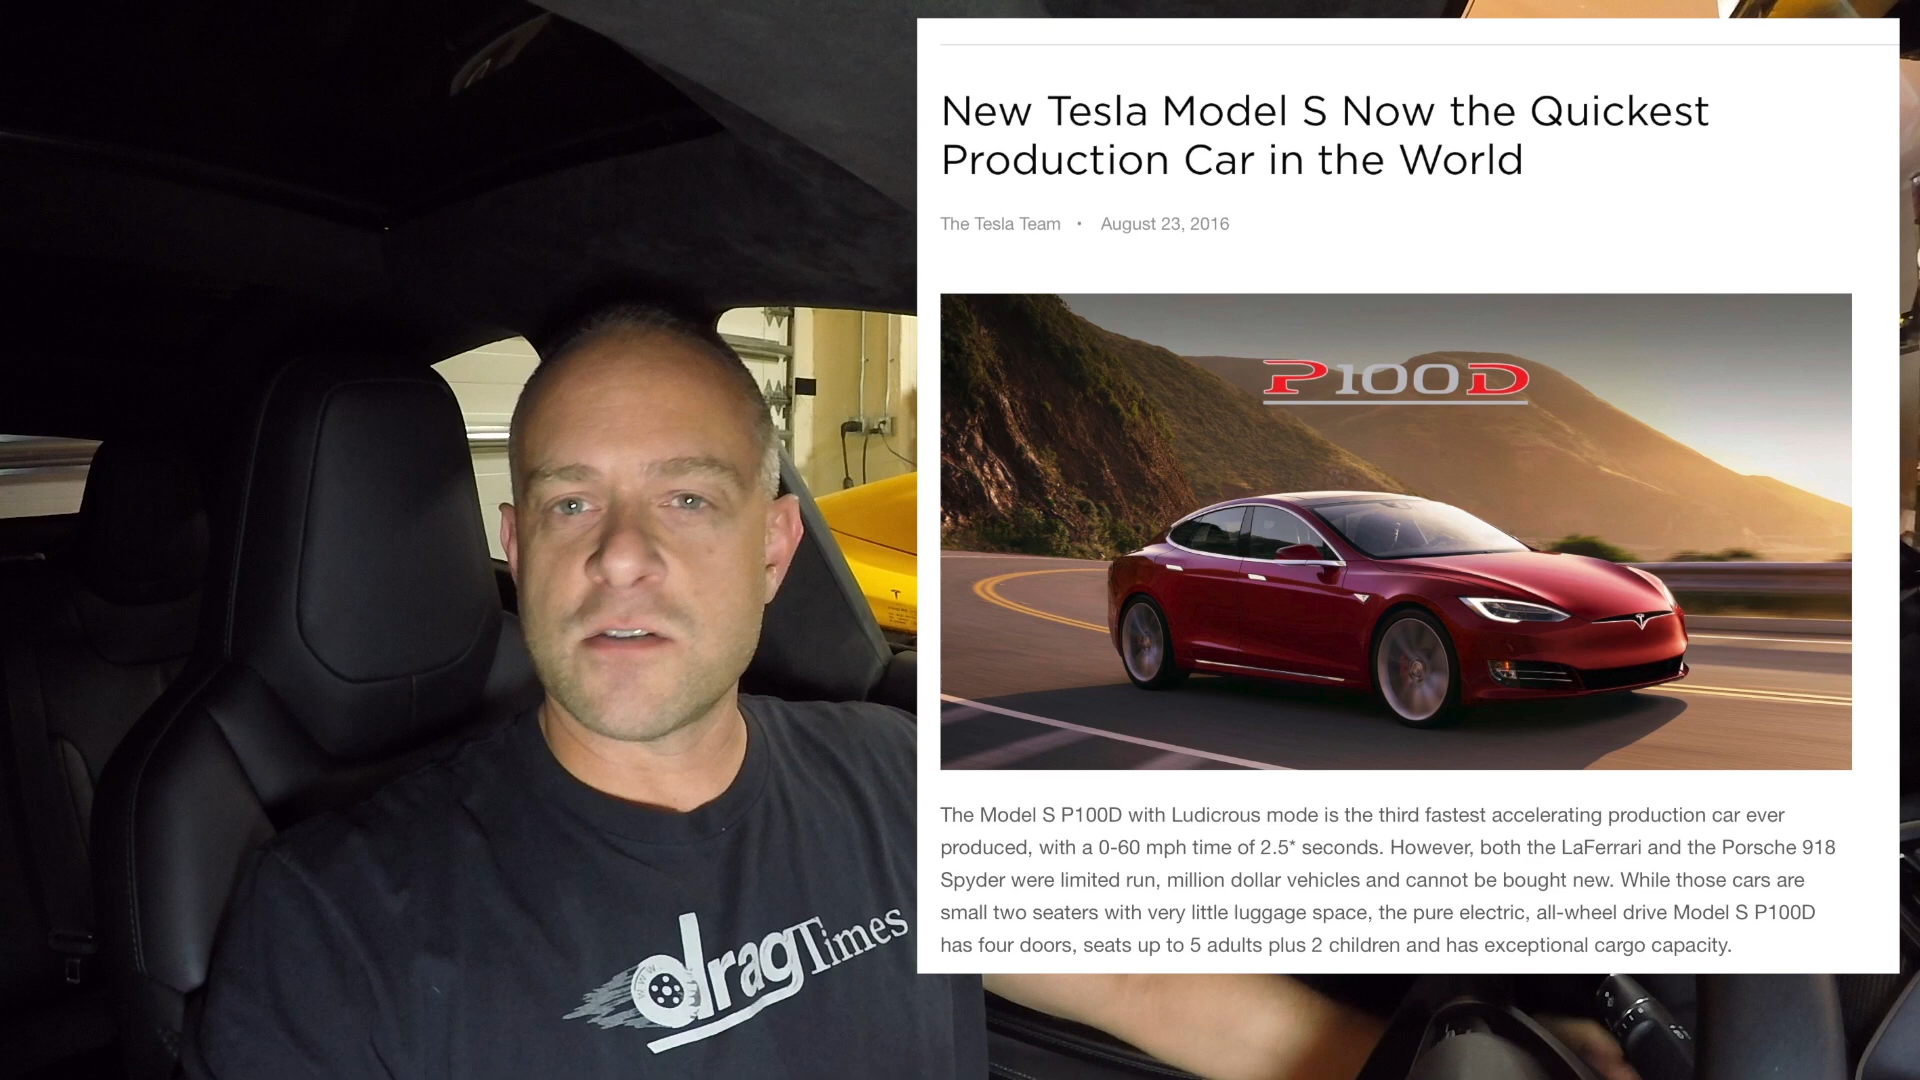 New Tesla Model S Now the Quickest
Production Car in the World
The Tesla Team • August 23, 2016
P100D
The Model S P100D with Ludicrous mode is the third fastest accelerating production car ever
produced, with a 0-60 mph time of 2.5* seconds. However, both the LaFerrari and the Porsche 918
Spyder were limited run, million dollar vehicles and cannot be bought new. While those cars are
small two seaters with very little luggage space, the pure electric, all-wheel drive Model S P100D
has four doors, seats up to 5 adults plus 2 children and has exceptional cargo capacity.
dragTimes